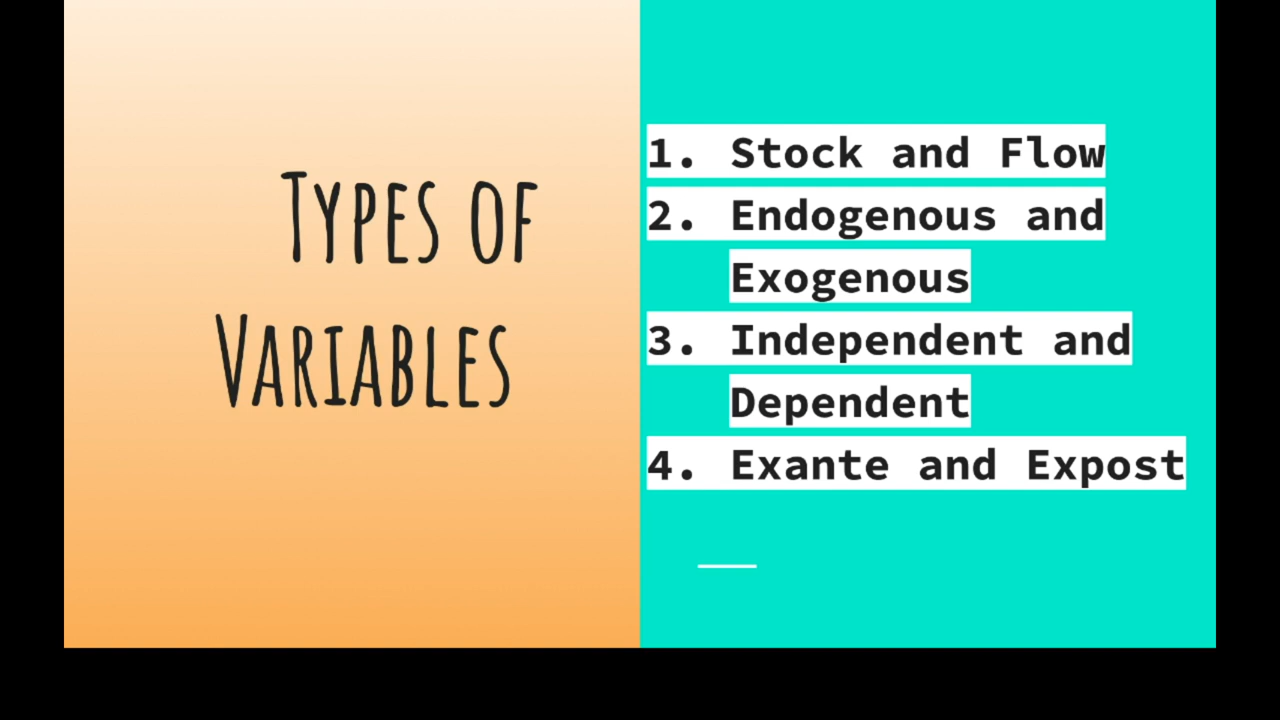 Types of
Variables
1. Stock and Flow
2. Endogenous and
Exogenous
3. Independent and
Dependent
4. Exante and Expost